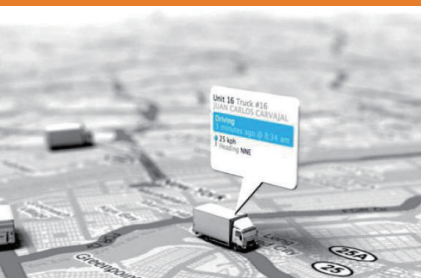 Unit 16 Truck #16
JUAN CARLOS CARVAJAL
Driving
3 minutes ago @ 8:34 am
25 kph
Heading NNE
Greenpoint
25A
25